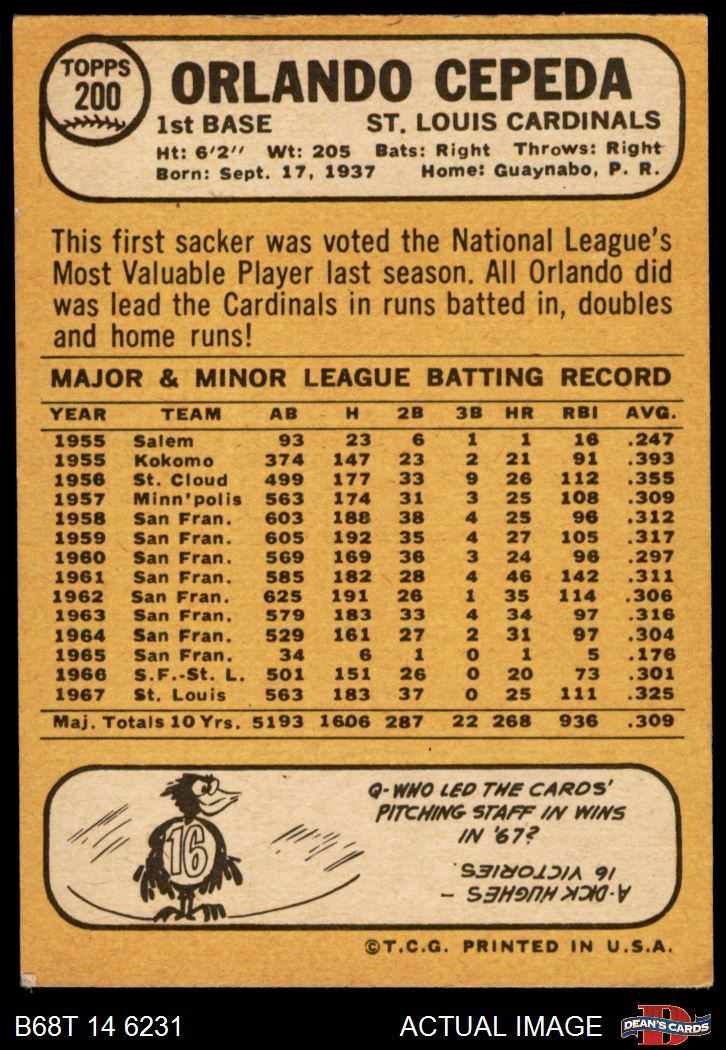 TOPPS
200
ORLANDO CEPEDA
1st BASE ST. LOUIS CARDINALS
Ht: 6'2" Wt: 205 Bats: Right Throws: Right
Born: Sept. 17, 1937 Home: Guaynabo, P. R.
This first sacker was voted the National League's
Most Valuable Player last season. All Orlando did
was lead the Cardinals in runs batted in, doubles
and home runs!
MAJOR & MINOR LEAGUE BATTING RECORD
YEAR TEAM AB H 2B 3B HR RBI AVG.
1955 Salem 93 23 6 1 1 16 .247
1955 Kokomo 374 147 23 2 21 91 .393
1956 St. Cloud 499 177 33 9 26 112 .355
1957 Minn'polis 563 174 31 3 25 108 .309
1958 San Fran. 603 188 38 4 25 96 .312
1959 San Fran. 605 192 35 4 27 105 .317
1960 San Fran. 569 169 36 3 24 96 .297
1961 San Fran. 585 182 28 4 46 142 .311
1962 San Fran. 625 191 26 1 35 114 .306
1963 San Fran. 579 183 33 4 34 97 .316
1964 San Fran. 529 161 27 2 31 97 .304
1965 San Fran. 34 6 1 0 1 5 .176
1966 S.F.-St. L. 501 151 26 0 20 73 .301
1967 St. Louis 563 183 37 0 25 111 .325
Maj. Totals 10 Yrs. 5193 1606 287 22 268 936 .309
16
Q-WHO LED THE CARDS'
PITCHING STAFF IN WINS
IN '67?
A-DICK HUGHES –
16 VICTORIES.
©T.C.G. PRINTED IN U.S.A.
B68T 14 6231 ACTUAL IMAGE
D
DEAN'S CARDS